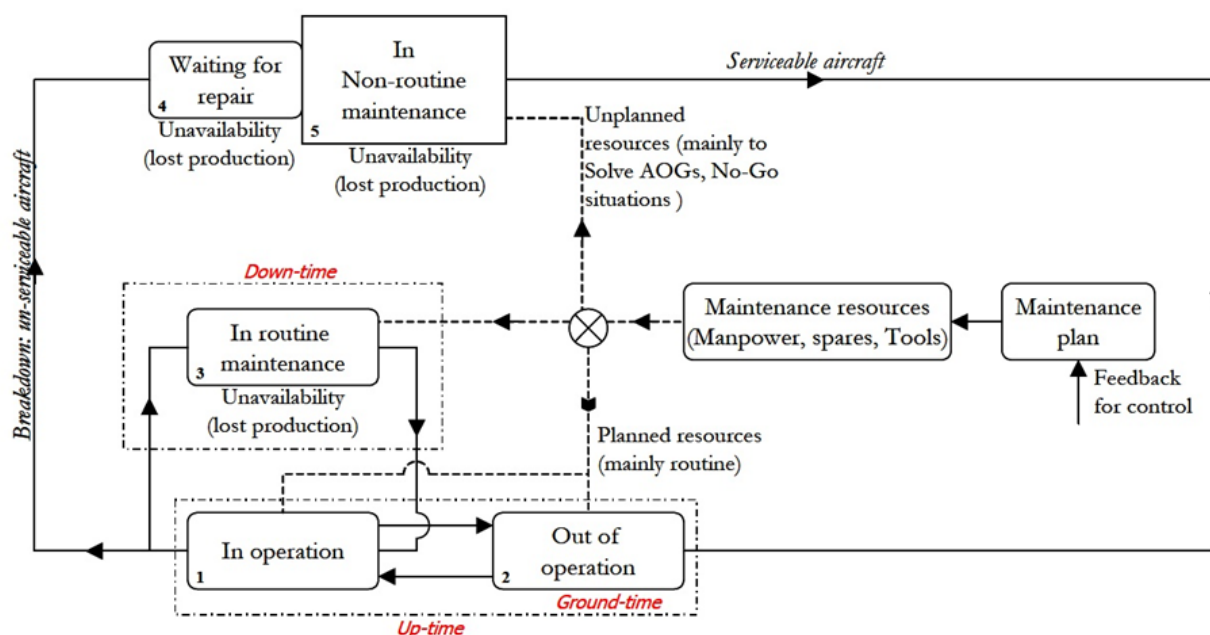 Serviceable aircraft
Waiting for
repair
4
In
Non-routine
maintenance
5
Unavailability
(lost production)
Unavailability
(lost production)
Unplanned
resources (mainly to
Solve AOGs, No-Go
situations )
Breakdown: un-serviceable aircraft
Down-time
In routine
maintenance
3
Unavailability
(lost production)
Maintenance resources
(Manpower, spares, Tools)
Maintenance
plan
Feedback
for control
Planned resources
(mainly routine)
In operation
1
Out of
operation
2
Ground-time
Up-time